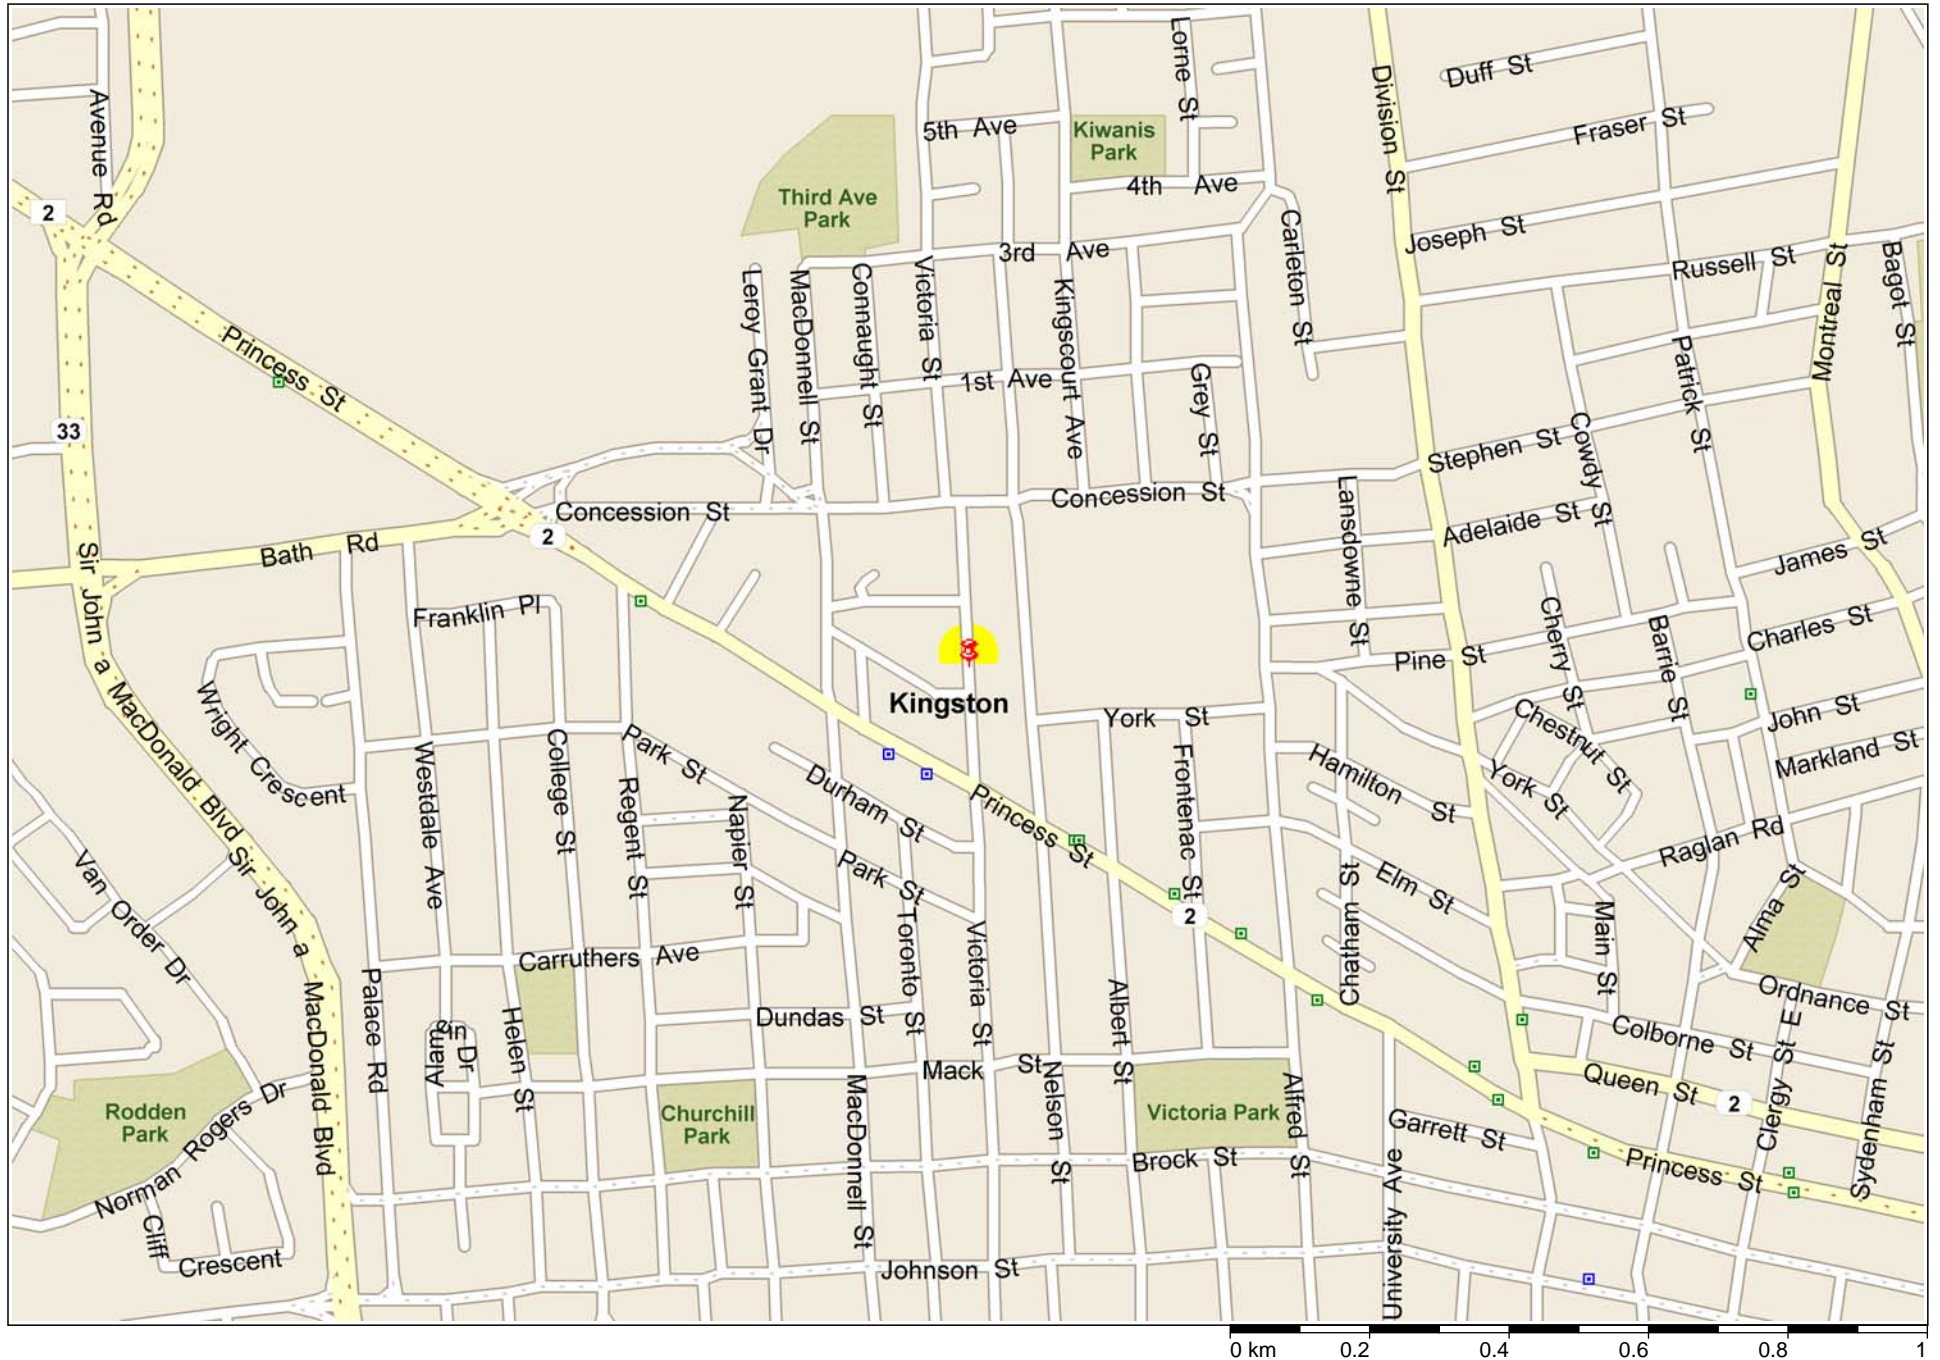 Lorne St
Duff St
Division St
Avenue Rd
5th Ave
Kiwanis
Park
Fraser St
4th Ave
Third Ave
Park
2
Carleton St
Joseph St
3rd Ave
Russell St
Montreal St
Bagot St
Leroy Grant Dr
MacDonnell St
Connaught St
Victoria St
Kingscourt Ave
Princess St
1st Ave
Grey St
Patrick St
33
Cowdy St
Stephen St
Concession St
Concession St
Lansdowne St
Adelaide St
2
Bath Rd
James St
Sir John a MacDonald Blvd
Franklin Pl
Cherry St
Barrie St
Charles St
Pine St
Wright Crescent
Kingston
York St
Chestnut St
John St
Markland St
Westdale Ave
College St
Park St
Regent St
Napier St
Durham St
Princess St
Frontenac St
Hamilton St
York St
Raglan Rd
Van Order Dr
Sir John a MacDonald Blvd
Park St
Elm St
Chatham St
Alma St
Main St
2
Toronto St
Victoria St
Carruthers Ave
Palace Rd
Helen St
Albert St
Ordnance St
Dundas St
Colborne St
Clergy St E
Sydenham St
Alamein Dr
Mack St
Nelson St
Queen St
2
MacDonnell St
Alfred St
Rodden
Park
Norman Rogers Dr
Churchill
Park
Victoria Park
Garrett St
Brock St
Princess St
University Ave
Cliff Crescent
Johnson St
0 km 0.2 0.4 0.6 0.8 1